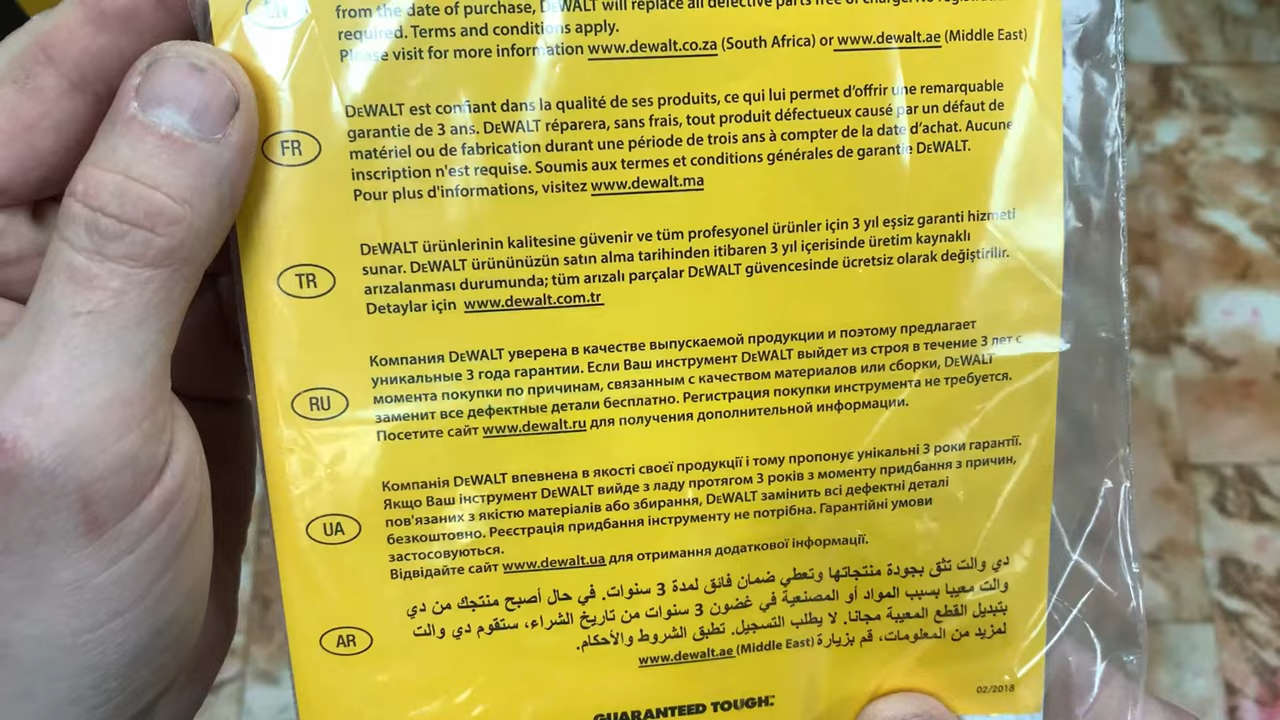 EN
from the date of purchase, DEWALT will replace all defective parts free of charge. No
required. Terms and conditions apply.
Please visit for more information www.dewalt.co.za (South Africa) or www.dewalt.ae (Middle East)
FR
DEWALT est confiant dans la qualité de ses produits, ce qui lui permet d'offrir une remarquable
garantie de 3 ans. DEWALT réparera, sans frais, tout produit défectueux causé par un défaut de
matériel ou de fabrication durant une période de trois ans à compter de la date d'achat. Aucune
inscription n'est requise. Soumis aux termes et conditions générales de garantie DEWALT.
Pour plus d'informations, visitez www.dewalt.ma
TR
DEWALT ürünlerinin kalitesine güvenir ve tüm profesyonel ürünler için 3 yıl eşsiz garanti hizmeti
sunar. DEWALT ürününüzün satın alma tarihinden itibaren 3 yıl içerisinde üretim kaynaklı
arızalanması durumunda; tüm arızalı parçalar DEWALT güvencesinde ücretsiz olarak değiştirilir.
Detaylar için www.dewalt.com.tr
RU
Компания DEWALT уверена в качестве выпускаемой продукции и поэтому предлагает
уникальные 3 года гарантии. Если Ваш инструмент DEWALT выйдет из строя в течение 3 лет с
момента покупки по причинам, связанным с качеством материалов или сборки, DEWALT
заменит все дефектные детали бесплатно. Регистрация покупки инструмента не требуется.
Посетите сайт www.dewalt.ru для получения дополнительной информации.
UA
Компанія DEWALT впевнена в якості своєї продукції і тому пропонує унікальні 3 роки гарантії.
Якщо Ваш інструмент DEWALT вийде з ладу протягом 3 років з моменту придбання з причин,
пов'язаних з якістю матеріалів або збирання, DEWALT замінить всі дефектні деталі
безкоштовно. Реєстрація придбання інструменту не потрібна. Гарантійні умови
застосовуються.
Відвідайте сайт www.dewalt.ua для отримання додаткової інформації.
AR
دي والت تثق بجودة منتجاتها وتعطي ضمان فائق لمدة 3 سنوات. في حال أصبح منتجك من دي
والت معيبا بسبب المواد أو المصنعية في غضون 3 سنوات من تاريخ الشراء، ستقوم دي والت
بتبديل القطع المعيبة مجانا. لا يطلب التسجيل. تطبق الشروط والأحكام.
لمزيد من المعلومات، قم بزيارة www.dewalt.ae (Middle East)
02/2018
GUARANTEED TOUGH.™